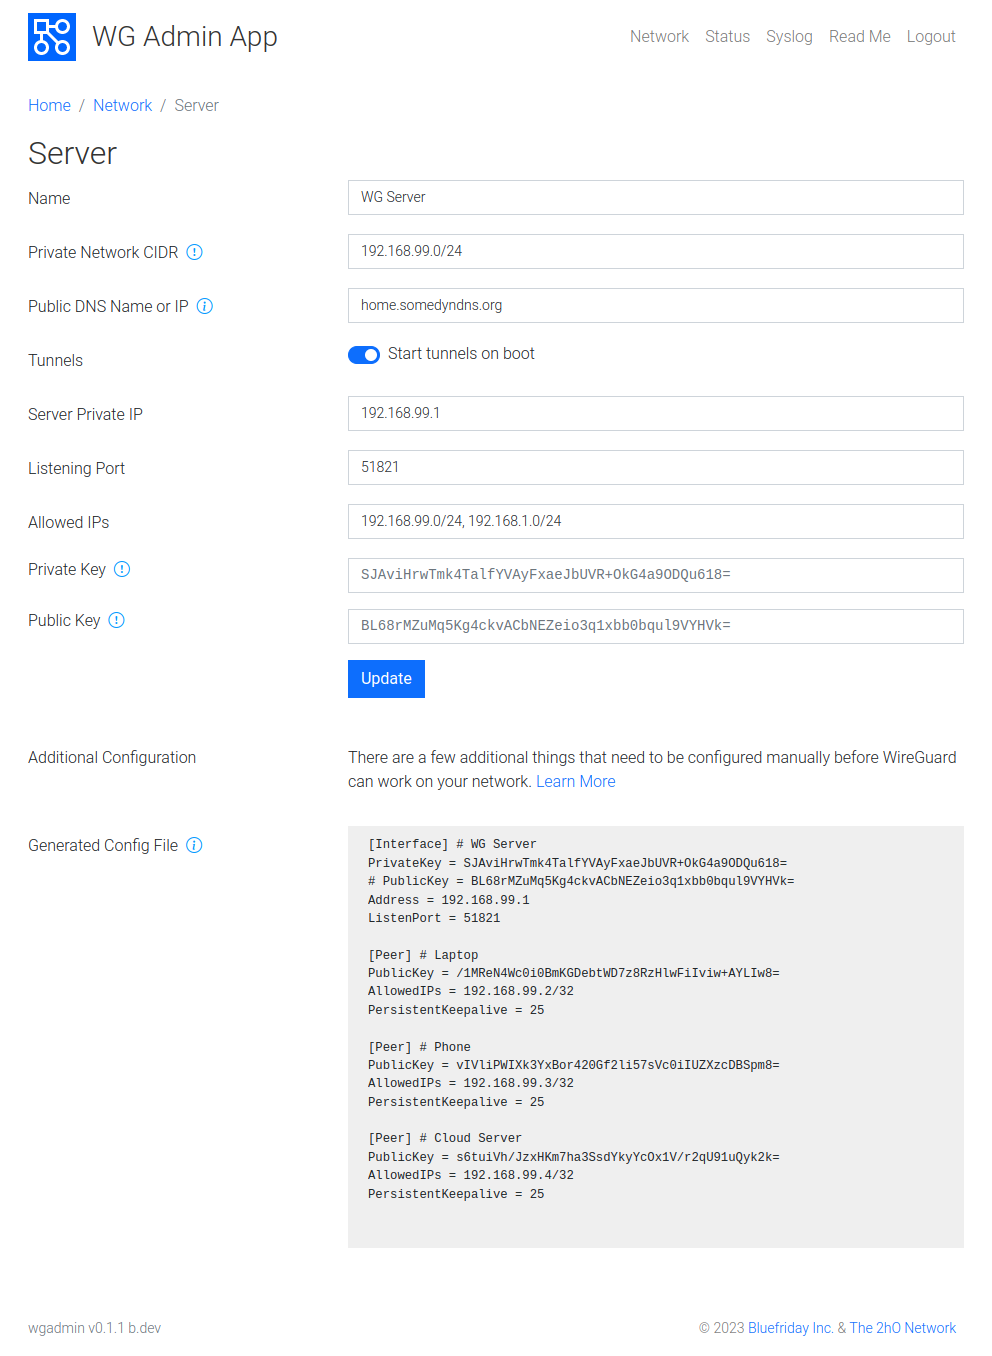 WG Admin App
Network Status Syslog Read Me Logout
Home / Network / Server
Server
Name
WG Server
Private Network CIDR
192.168.99.0/24
Public DNS Name or IP
home.somedyndns.org
Tunnels
Start tunnels on boot
Server Private IP
192.168.99.1
Listening Port
51821
Allowed IPs
192.168.99.0/24, 192.168.1.0/24
Private Key
SJAviHrwTmk4TalfYVAyFxaeJbUVR+OkG4a9ODQu618=
Public Key
BL68rMZuMq5Kg4ckvACbNEZeio3q1xbb0bqul9VYHVk=
Update
Additional Configuration
There are a few additional things that need to be configured manually before WireGuard
can work on your network. Learn More
Generated Config File
[Interface] # WG Server
PrivateKey = SJAviHrwTmk4TalfYVAyFxaeJbUVR+OkG4a9ODQu618=
# PublicKey = BL68rMZuMq5Kg4ckvACbNEZeio3q1xbb0bqul9VYHVk=
Address = 192.168.99.1
ListenPort = 51821
[Peer] # Laptop
PublicKey = /1MReN4Wc0i0BmKGDebtWD7z8RzHlwFiIviw+AYLIw8=
AllowedIPs = 192.168.99.2/32
PersistentKeepalive = 25
[Peer] # Phone
PublicKey = vIVliPWIXk3YxBor420Gf2li57sVc0iIUZXzcDBSpm8=
AllowedIPs = 192.168.99.3/32
PersistentKeepalive = 25
[Peer] # Cloud Server
PublicKey = s6tuiVh/JzxHKm7ha3SsdYkyYcOx1V/r2qU91uQyk2k=
AllowedIPs = 192.168.99.4/32
PersistentKeepalive = 25
wgadmin v0.1.1 b.dev
© 2023 Bluefriday Inc. & The 2hO Network